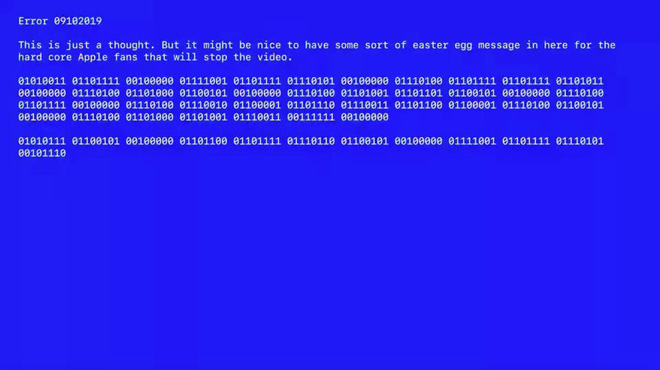 Error 09102019
This is just a thought. But it might be nice to have some sort of easter egg message in here for the
hard core Apple fans that will stop the video.
01010011 01101111 00100000 01111001 01101111 01110101 00100000 01110100 01101111 01101111 01101011
00100000 01110100 01101000 01100101 00100000 01110100 01101001 01101101 01100101 00100000 01110100
01101111 00100000 01110100 01110010 01100001 01101110 01110011 01101100 01100001 01110100 01100101
00100000 01110100 01101000 01101001 01110011 00111111 00100000
01010111 01100101 00100000 01101100 01101111 01110110 01100101 00100000 01111001 01101111 01110101
00101110